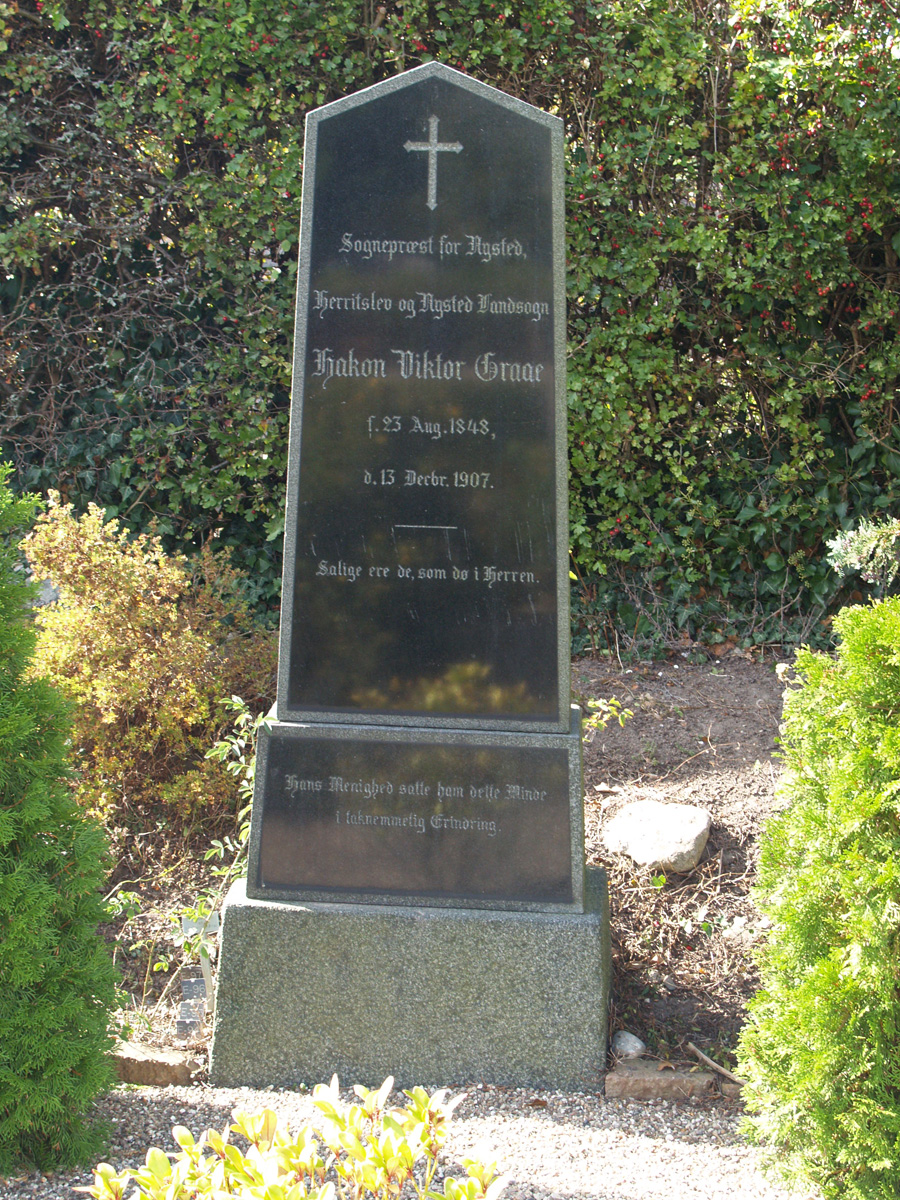 Sognepræst for Nysted,
Herritslev og Nysted Landsogn
Hakon Viktor Graae
f. 23 Aug. 1848,
d. 13 Decbr. 1907.
Salige ere de, som dø i Herren.
Hans Menighed satte ham dette Minde
i taknemmelig Erindring.